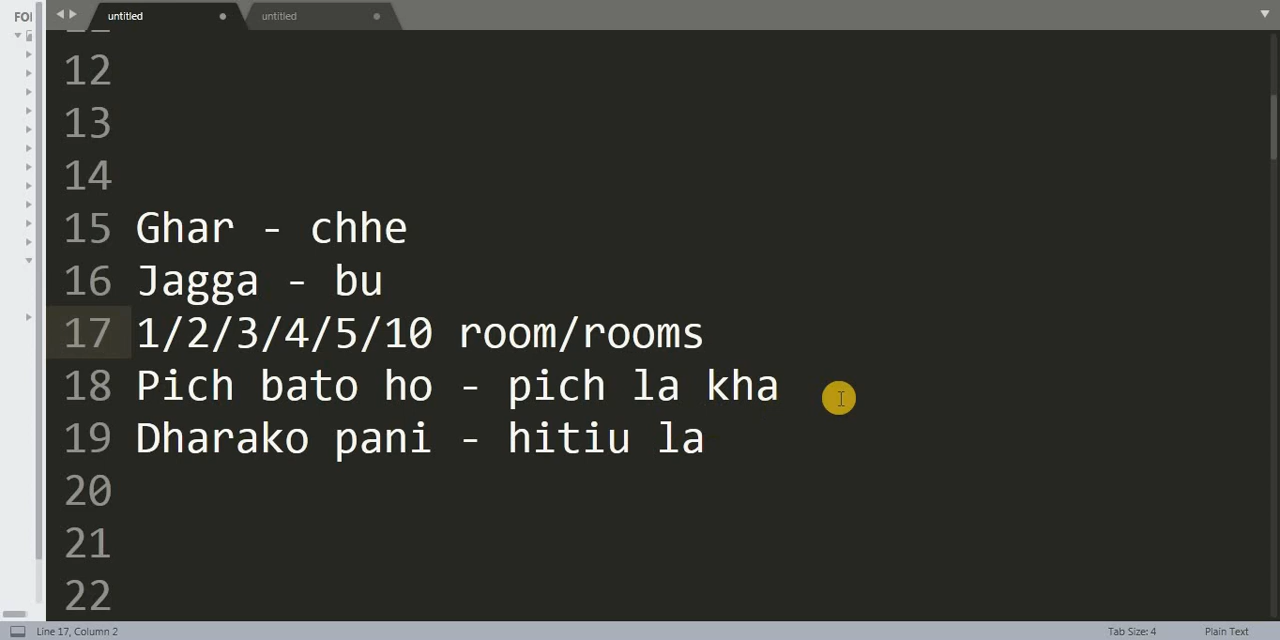 FOI
untitled
untitled
12
13
14
15 Ghar - chhe
16 Jagga - bu
17 1/2/3/4/5/10 room/rooms
18 Pich bato ho - pich la kha
19 Dharako pani - hitiu la
20
21
22
Line 17, Column 2
Tab Size: 4
Plain Text